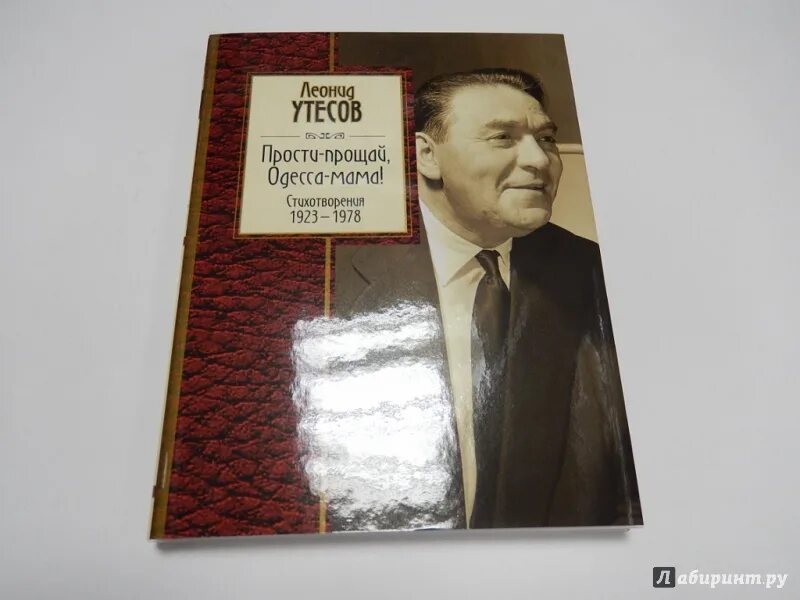 Леонид
УТЕСОВ
Прости-прощай,
Одесса-мама!
Стихотворения
1923 – 1978
Лабиринт.ру